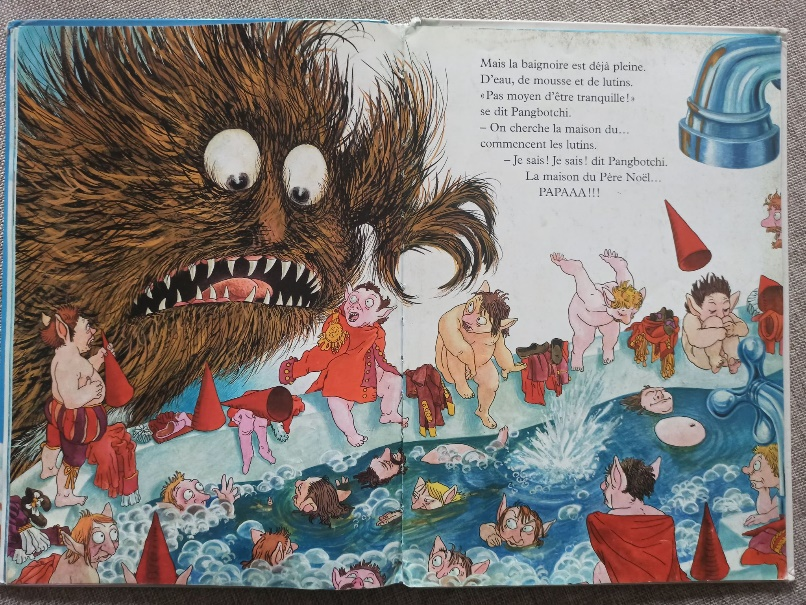 Mais la baignoire est déjà pleine.
D'eau, de mousse et de lutins.
«Pas moyen d'être tranquille!»
se dit Pangbotchi.
– On cherche la maison du...
commencent les lutins.
– Je sais! Je sais! dit Pangbotchi.
La maison du Père Noël...
PAPAAA!!!